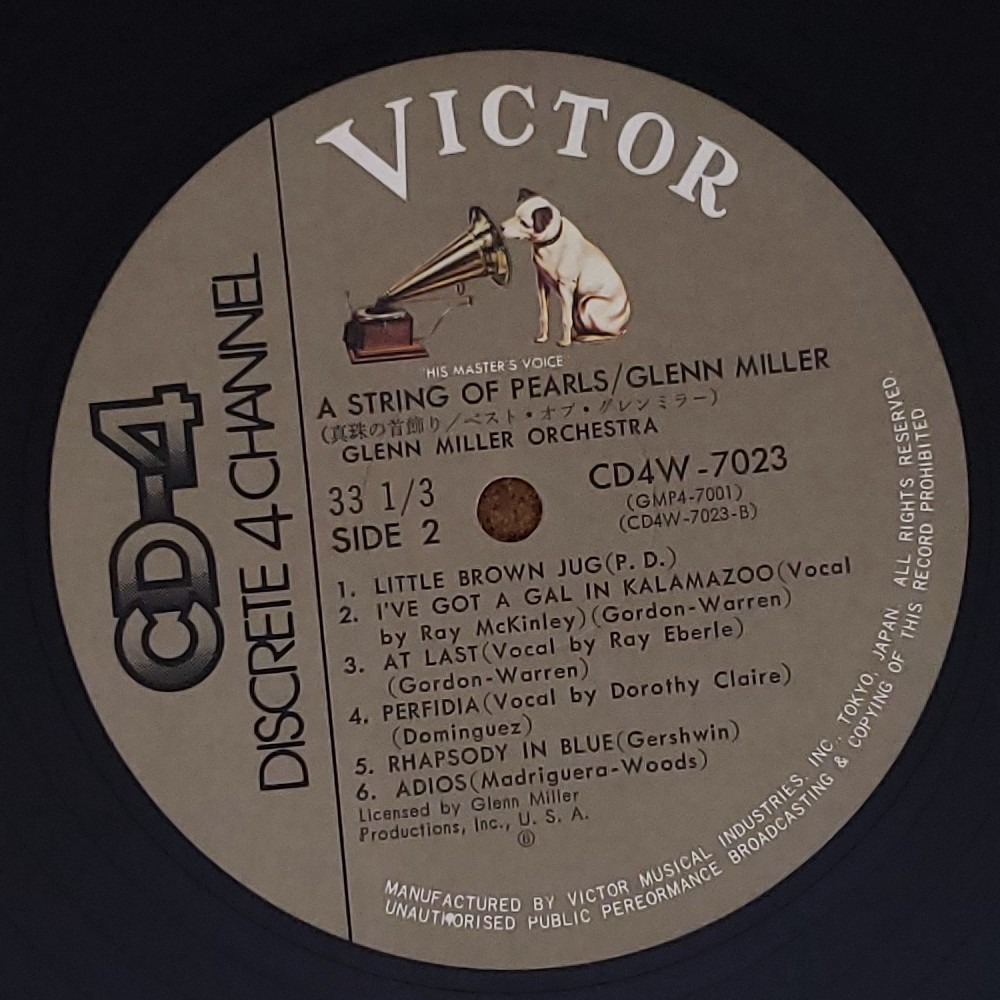 VICTOR
"HIS MASTER'S VOICE"
A STRING OF PEARLS/GLENN MILLER
(真珠の首飾り/ベスト・オブ・グレンミラー)
GLENN MILLER ORCHESTRA
33 1/3
SIDE 2
CD4W-7023
(GMP4-7001)
(CD4W-7023-B)
1. LITTLE BROWN JUG(P. D.)
2. I'VE GOT A GAL IN KALAMAZOO(Vocal
by Ray McKinley)(Gordon-Warren)
3. AT LAST(Vocal by Ray Eberle)
(Gordon-Warren)
4. PERFIDIA(Vocal by Dorothy Claire)
(Dominguez)
5. RHAPSODY IN BLUE(Gershwin)
6. ADIOS(Madriguera-Woods)
Licensed by Glenn Miller
Productions, Inc., U. S. A.
Ⓖ
CD-4
DISCRETE 4 CHANNEL
MANUFACTURED BY VICTOR MUSICAL INDUSTRIES, INC., TOKYO, JAPAN. ALL RIGHTS RESERVED.
UNAUTHORISED PUBLIC PEREORMANCE BROADCASTING & COPYING OF THIS RECORD PROHIBITED